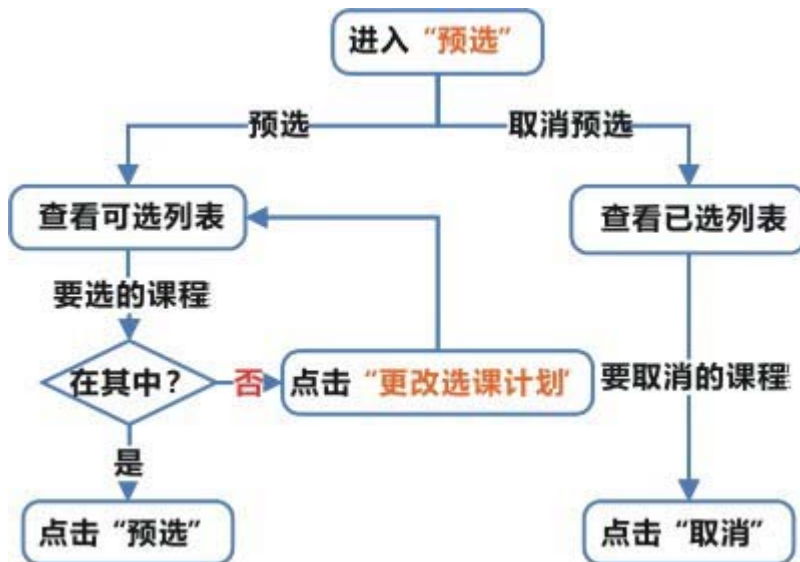 进入“预选”
预选
取消预选
查看可选列表
查看已选列表
要选的课程
在其中?
否
点击“更改选课计划”
要取消的课程
是
点击“预选”
点击“取消”